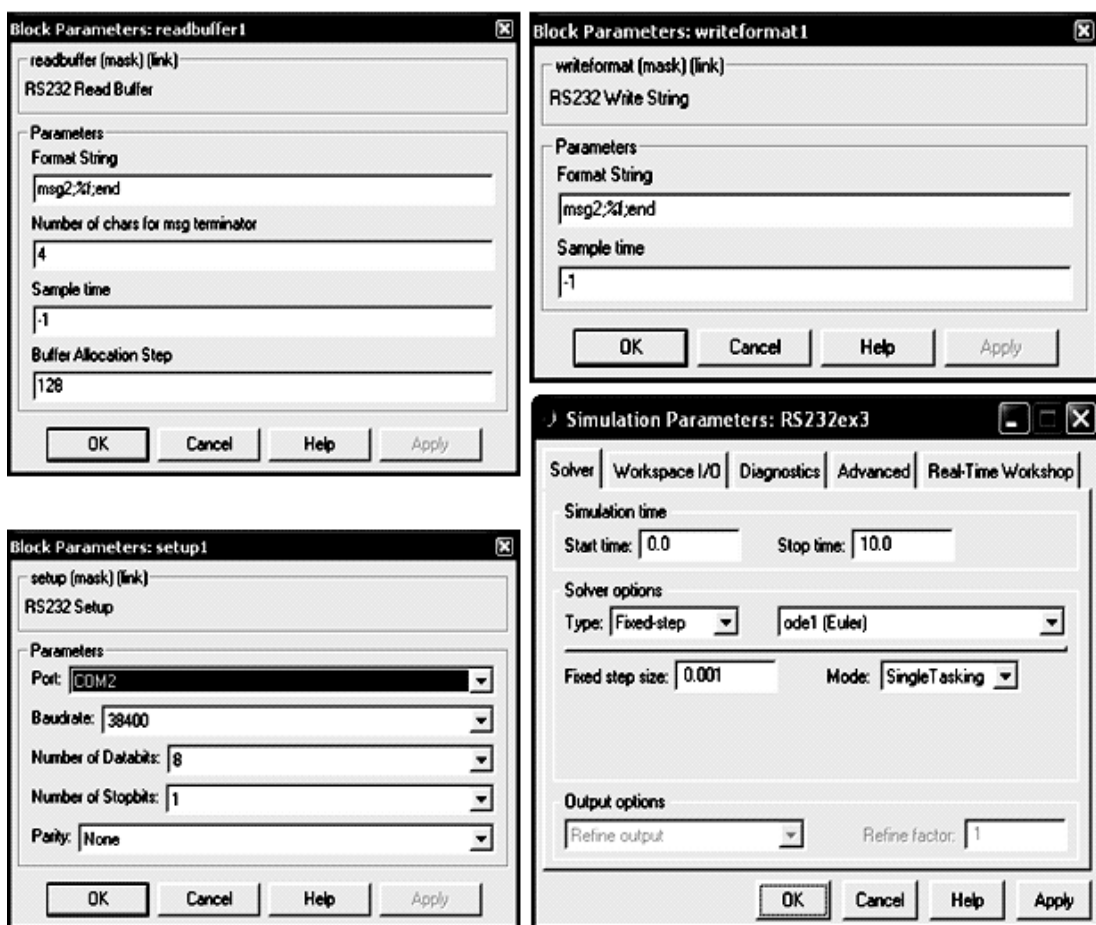 Block Parameters: readbuffer1
readbuffer (mask) (link)
RS232 Read Buffer
Parameters
Format String
msg2;%f;end
Number of chars for msg terminator
4
Sample time
-1
Buffer Allocation Step
128
OK Cancel Help Apply
Block Parameters: writeformat1
writeformat (mask) (link)
RS232 Write String
Parameters
Format String
msg2;%f;end
Sample time
-1
OK Cancel Help Apply
Block Parameters: setup1
setup (mask) (link)
RS232 Setup
Parameters
Port: COM2
Baudrate: 38400
Number of Databits: 8
Number of Stopbits: 1
Parity: None
OK Cancel Help Apply
Simulation Parameters: RS232ex3
Solver Workspace I/O Diagnostics Advanced Real-Time Workshop
Simulation time
Start time: 0.0 Stop time: 10.0
Solver options
Type: Fixed-step ode1 (Euler)
Fixed step size: 0.001 Mode: SingleTasking
Output options
Refine output Refine factor: 1
OK Cancel Help Apply